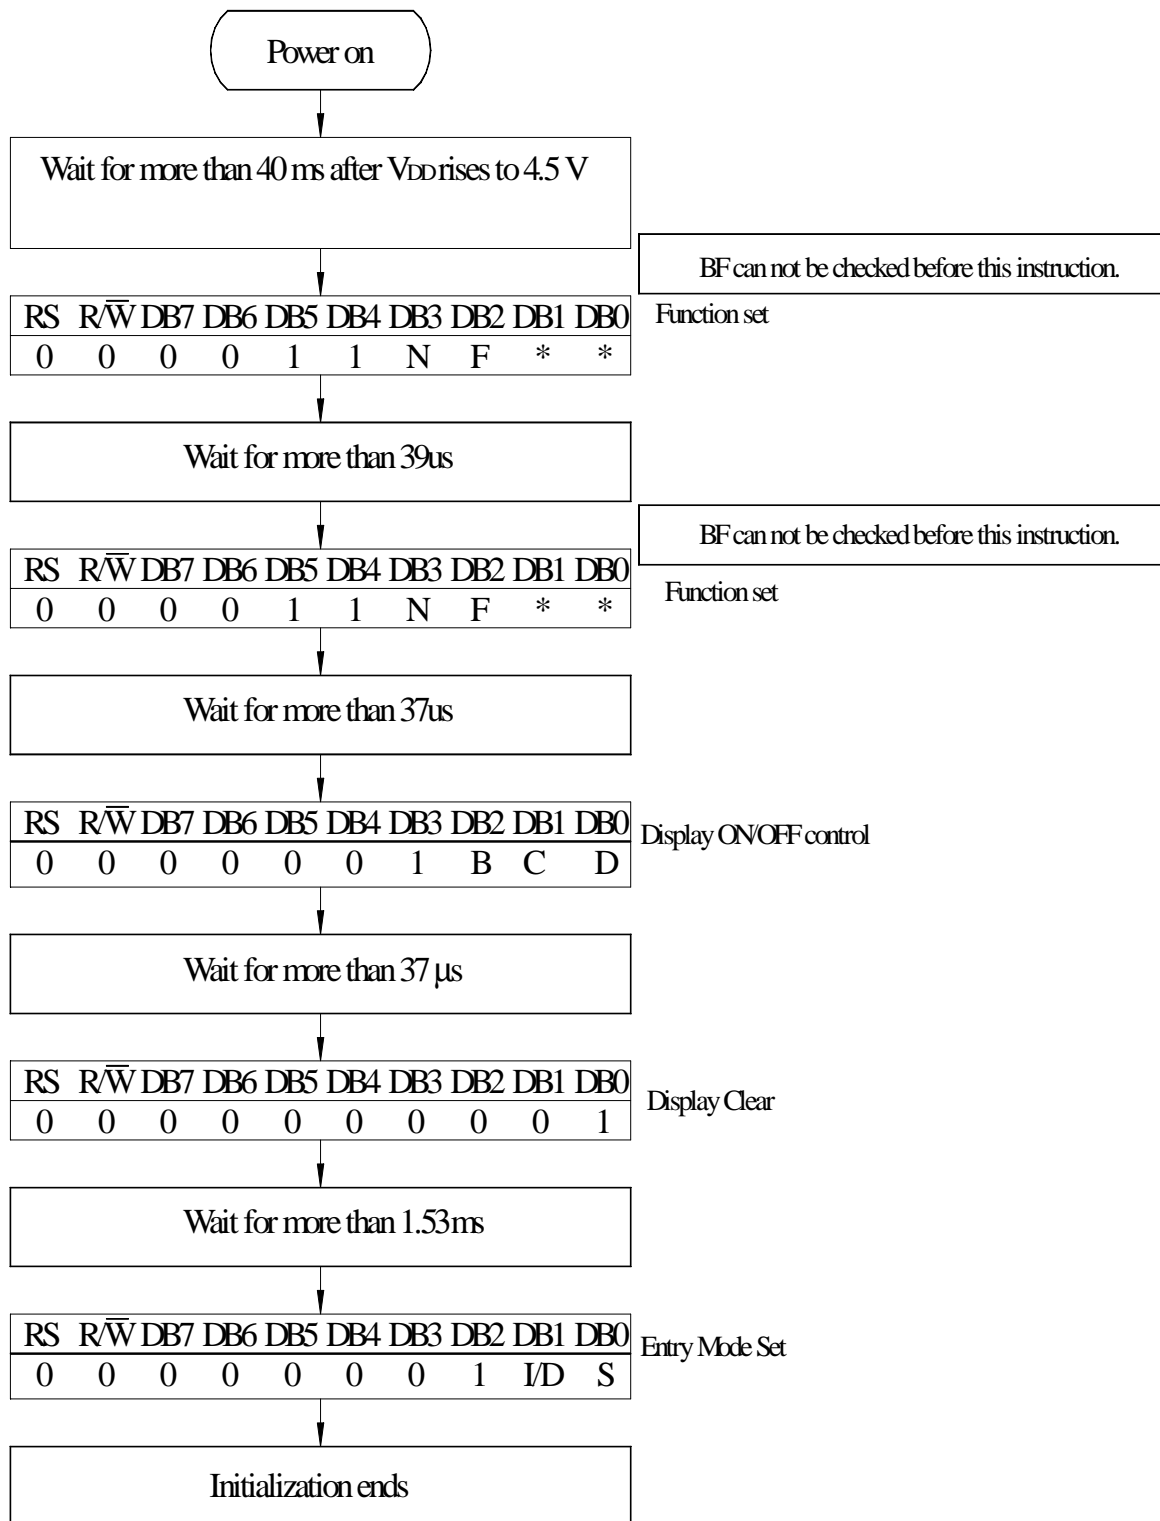 Power on
Wait for more than 40 ms after VDD rises to 4.5 V
BF can not be checked before this instruction.
RS R/W̅ DB7 DB6 DB5 DB4 DB3 DB2 DB1 DB0
Function set
0 0 0 0 1 1 N F * *
Wait for more than 39us
BF can not be checked before this instruction.
RS R/W̅ DB7 DB6 DB5 DB4 DB3 DB2 DB1 DB0
Function set
0 0 0 0 1 1 N F * *
Wait for more than 37us
RS R/W̅ DB7 DB6 DB5 DB4 DB3 DB2 DB1 DB0
Display ON/OFF control
0 0 0 0 0 0 1 B C D
Wait for more than 37 μs
RS R/W̅ DB7 DB6 DB5 DB4 DB3 DB2 DB1 DB0
Display Clear
0 0 0 0 0 0 0 0 0 1
Wait for more than 1.53ms
RS R/W̅ DB7 DB6 DB5 DB4 DB3 DB2 DB1 DB0
Entry Mode Set
0 0 0 0 0 0 0 1 I/D S
Initialization ends